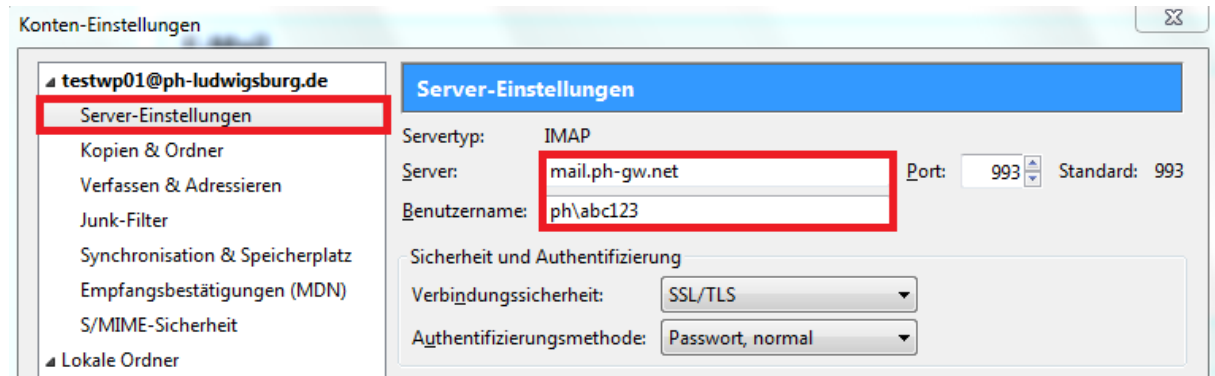 Konten-Einstellungen
testwp01@ph-ludwigsburg.de
Server-Einstellungen
Kopien & Ordner
Verfassen & Adressieren
Junk-Filter
Synchronisation & Speicherplatz
Empfangsbestätigungen (MDN)
S/MIME-Sicherheit
Lokale Ordner
Server-Einstellungen
Servertyp: IMAP
Server: mail.ph-gw.net Port: 993 Standard: 993
Benutzername: ph\abc123
Sicherheit und Authentifizierung
Verbindungssicherheit: SSL/TLS
Authentifizierungsmethode: Passwort, normal